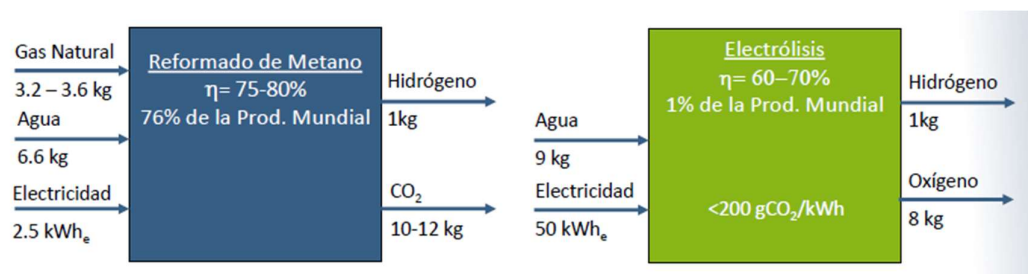 Gas Natural
3.2 – 3.6 kg
Agua
6.6 kg
Electricidad
2.5 kWhe
Reformado de Metano
η= 75-80%
76% de la Prod. Mundial
Hidrógeno
1kg
CO2
10-12 kg
Agua
9 kg
Electricidad
50 kWhe
Electrólisis
η= 60–70%
1% de la Prod. Mundial
<200 gCO2/kWh
Hidrógeno
1kg
Oxígeno
8 kg